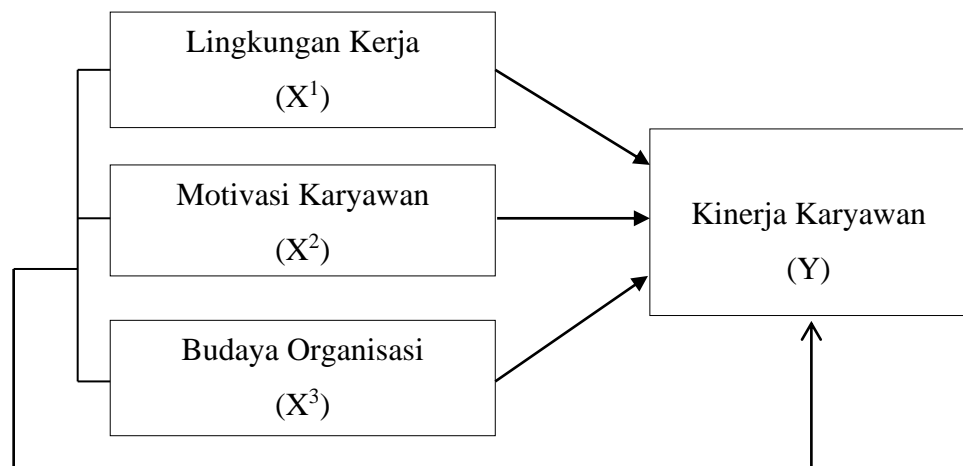 Lingkungan Kerja
(X¹)
Motivasi Karyawan
(X²)
Kinerja Karyawan
(Y)
Budaya Organisasi
(X³)